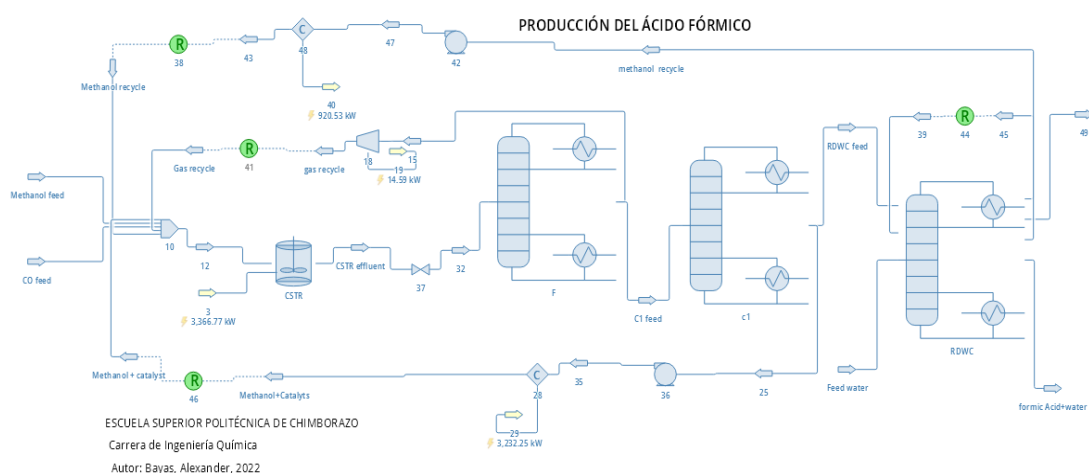 PRODUCCIÓN DEL ÁCIDO FÓRMICO
R
38
43
C
48
47
42
methanol recycle
Methanol recycle
40
920.53 kW
R
41
Gas recycle
gas recycle
18
15
19
14.59 kW
39
R
44
45
49
RDWC feed
Methanol feed
10
12
CO feed
CSTR
CSTR effluent
37
32
F
C1 feed
c1
RDWC
3
3,366.77 kW
Methanol + catalyst
R
46
Methanol+Catalyts
C
28
35
36
25
Feed water
formic Acid+water
29
3,232.25 kW
ESCUELA SUPERIOR POLITÉCNICA DE CHIMBORAZO
Carrera de Ingeniería Química
Autor: Bayas, Alexander, 2022